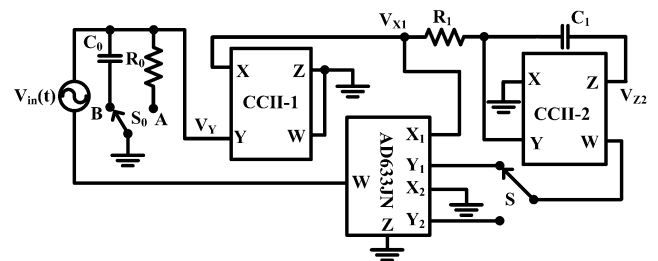 V_X1
R₁
C₁
C₀
R₀
V_in(t)
B
S₀
A
V_Y
X
Z
CCII-1
Y
W
X
Z
CCII-2
Y
W
V_Z2
AD633JN
W
X₁
Y₁
X₂
Y₂
Z
S